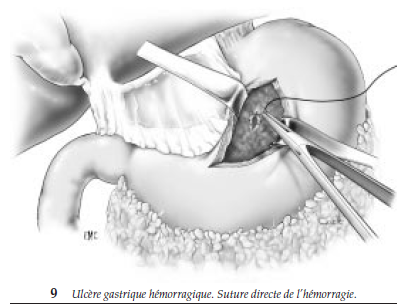 EMC
9 Ulcère gastrique hémorragique. Suture directe de l'hémorragie.